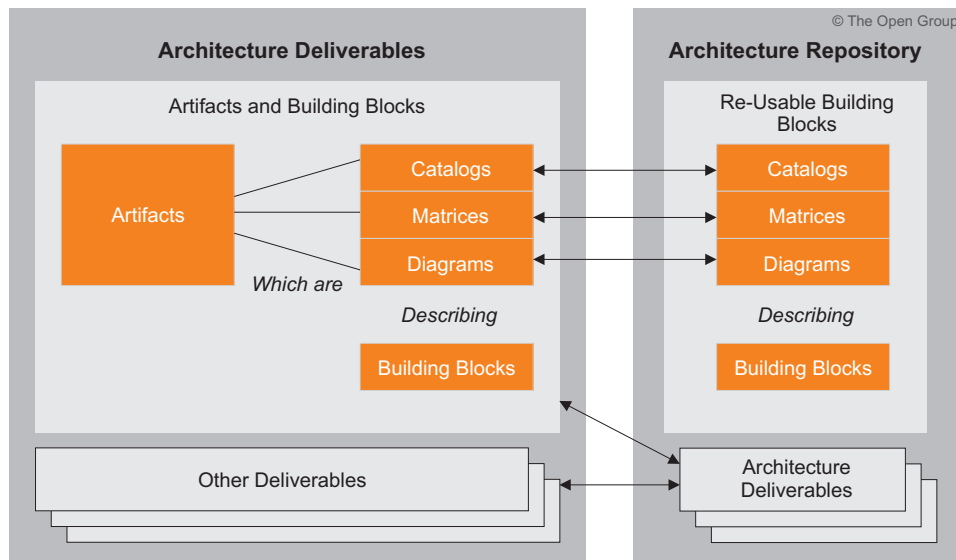 © The Open Group
Architecture Deliverables
Architecture Repository
Artifacts and Building Blocks
Re-Usable Building
Blocks
Artifacts
Catalogs
Matrices
Diagrams
Which are
Describing
Building Blocks
Catalogs
Matrices
Diagrams
Describing
Building Blocks
Other Deliverables
Architecture
Deliverables